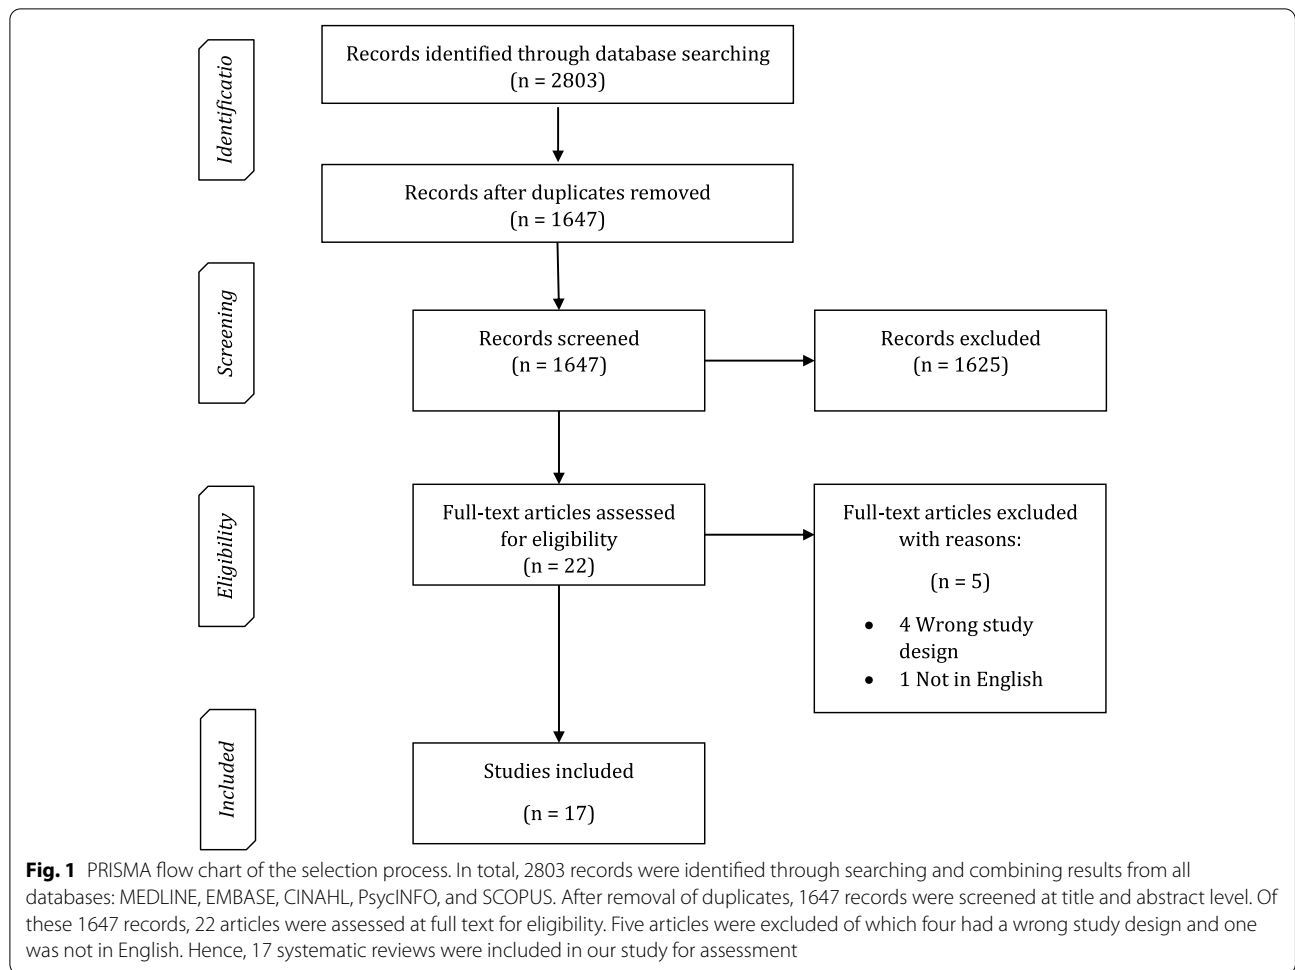 Identificatio
Records identified through database searching
(n = 2803)
Records after duplicates removed
(n = 1647)
Screening
Records screened
(n = 1647)
Records excluded
(n = 1625)
Eligibility
Full-text articles assessed
for eligibility
(n = 22)
Full-text articles excluded
with reasons:
(n = 5)
• 4 Wrong study
design
• 1 Not in English
Included
Studies included
(n = 17)
Fig. 1 PRISMA flow chart of the selection process. In total, 2803 records were identified through searching and combining results from all
databases: MEDLINE, EMBASE, CINAHL, PsycINFO, and SCOPUS. After removal of duplicates, 1647 records were screened at title and abstract level. Of
these 1647 records, 22 articles were assessed at full text for eligibility. Five articles were excluded of which four had a wrong study design and one
was not in English. Hence, 17 systematic reviews were included in our study for assessment